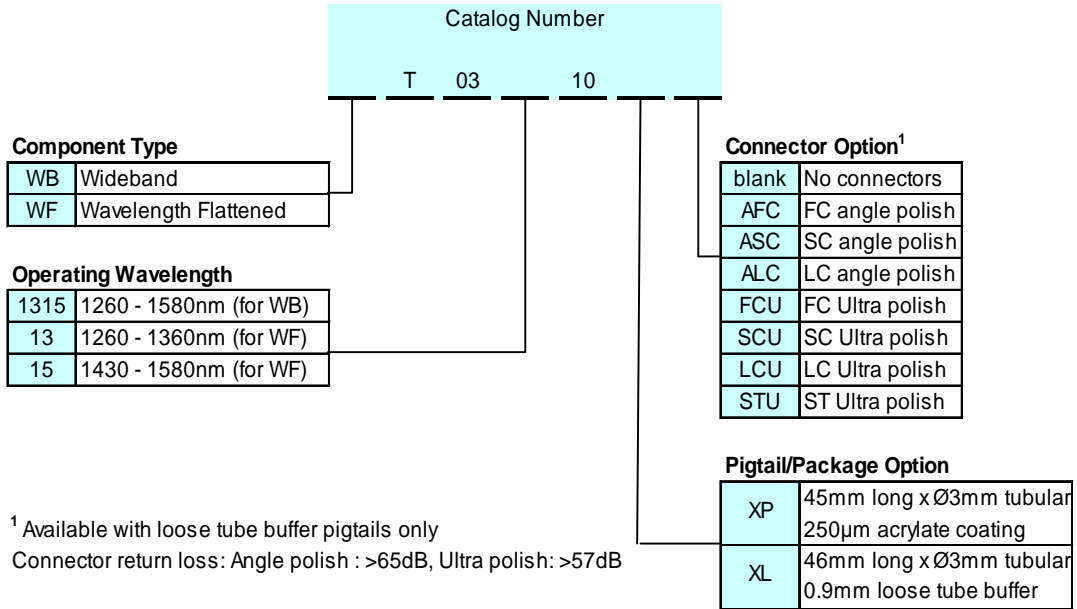 Catalog Number
T 03 10
Component Type
WB Wideband
WF Wavelength Flattened
Operating Wavelength
1315 1260 - 1580nm (for WB)
13 1260 - 1360nm (for WF)
15 1430 - 1580nm (for WF)
Connector Option¹
blank No connectors
AFC FC angle polish
ASC SC angle polish
ALC LC angle polish
FCU FC Ultra polish
SCU SC Ultra polish
LCU LC Ultra polish
STU ST Ultra polish
Pigtail/Package Option
XP 45mm long x Ø3mm tubular
250µm acrylate coating
XL 46mm long x Ø3mm tubular
0.9mm loose tube buffer
¹ Available with loose tube buffer pigtails only
Connector return loss: Angle polish : >65dB, Ultra polish: >57dB